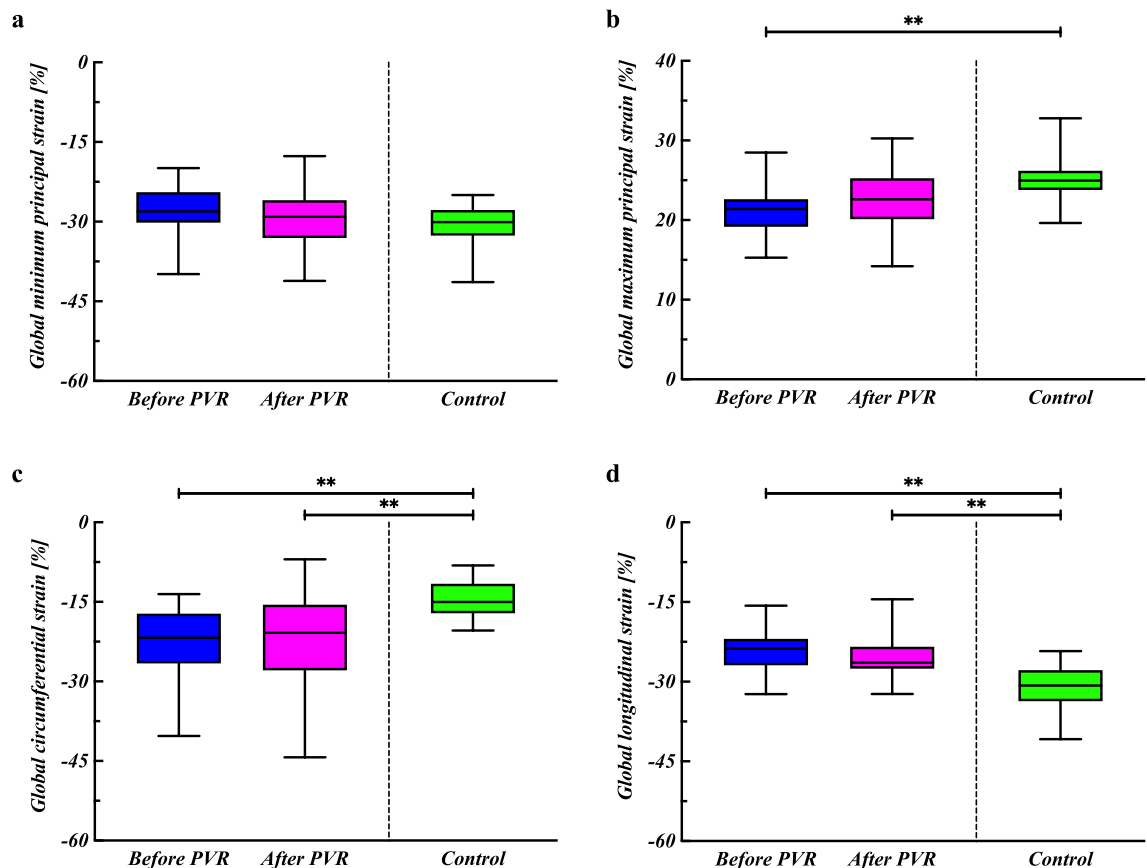 a
Global minimum principal strain [%]
0
-15
-30
-45
-60
Before PVR After PVR Control
b
**
Global maximum principal strain [%]
40
30
20
10
0
Before PVR After PVR Control
c
**
**
Global circumferential strain [%]
0
-15
-30
-45
-60
Before PVR After PVR Control
d
**
**
Global longitudinal strain [%]
0
-15
-30
-45
-60
Before PVR After PVR Control